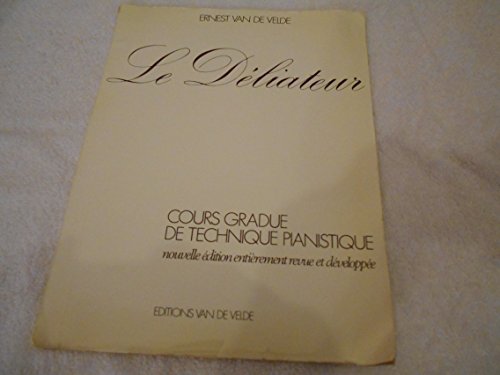 ERNEST VAN DE VELDE
Le Déliateur
COURS GRADUE
DE TECHNIQUE PIANISTIQUE
nouvelle édition entièrement revue et développée
EDITIONS VAN DE VELDE